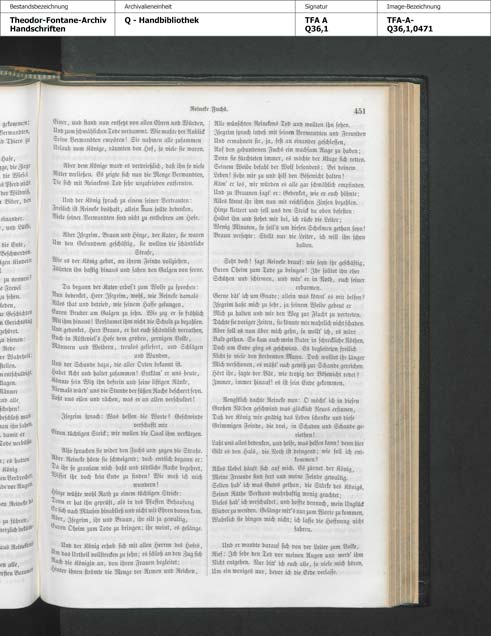 Bestandsbezeichnung
Theodor-Fontane-Archiv
Handschriften
Archivalieneinheit
Q - Handbibliothek
Signatur
TFA A
Q36,1
Image-Bezeichnung
TFA-A-
Q36,1,0471
Reineke Fuchs.
451
Einer, und stand nun entsetzt von allen Ehren und Würden,
Und zum schmählichen Tode verdammt. Wie mußte der Anblick
Seine Verwandten empören! Sie nahmen allzusammen
Urlaub vom Könige, räumten den Hof, so viele sie waren.
Aber dem Könige ward es verdrießlich, daß ihn so viele
Ritter verließen. Es zeigte sich nun die Menge Verwandten,
Die sich mit Reinekens Tod sehr unzufrieden entfernten.
Und der König sprach zu einem seiner Vertrauten:
Freilich ist Reineke boshaft, allein man sollte bedenken,
Viele seiner Verwandten sind nicht zu entbehren am Hofe.
Aber Isegrim, Braun und Hinze, der Kater, sie waren
Um den Gebundnen geschäftig, sie wollten die schändliche
Strafe,
Wie es der König gebot, an ihrem Feinde vollziehen,
Führten ihn hastig hinaus und sahen den Galgen von ferne.
Da begann der Kater erbost zum Wolfe zu sprechen:
Nun bedenket, Herr Isegrim, wohl, wie Reineke damals
Alles that und betrieb, wie seinem Hasse gelungen,
Euren Bruder am Galgen zu sehn. Wie zog er so fröhlich
Mit ihm hinaus! Versäumet ihm nicht die Schuld zu bezahlen.
Und gedenket, Herr Braun, er hat euch schändlich verrathen,
Euch in Rüsteviels Hofe dem groben, zornigen Volke,
Männern und Weibern, treulos geliefert, und Schlägen
und Wunden,
Und der Schande dazu, die aller Orten bekannt ist.
Habet Acht und haltet zusammen! Entkäm' er uns heute,
Könnte sein Witz ihn befrein und seine listigen Ränke,
Niemals würd' uns die Stunde der süßen Rache bescheert seyn.
Laßt uns eilen und rächen, was er an allen verschuldet!
Isegrim sprach: Was helfen die Worte? Geschwinde
verschafft mir
Einen tüchtigen Strick; wir wollen die Qual ihm verkürzen.
Also sprachen sie wider den Fuchs und zogen die Straße.
Aber Reineke hörte sie schweigend; doch endlich begann er:
Da ihr so grausam mich haßt und tödtliche Rache begehret,
Wisset ihr doch kein Ende zu finden! Wie muß ich mich
wundern!
Hinze wüßte wohl Rath zu einem tüchtigen Stricke:
Denn er hat ihn geprüft, als in des Pfaffen Behausung
Er sich nach Mäusen hinabließ und nicht mit Ehren davon kam.
Aber, Isegrim, ihr und Braun, ihr eilt ja gewaltig,
Euren Oheim zum Tode zu bringen; ihr meint, es gelänge.
Und der König erhob sich mit allen Herren des Hofes,
Um das Urtheil vollstrecken zu sehn; es schloß an den Zug sich
Auch die Königin an, von ihren Frauen begleitet;
Hinter ihnen strömte die Menge der Armen und Reichen,
Alle wünschten Reinekens Tod und wollten ihn sehen.
Isegrim sprach indeß mit seinen Verwandten und Freunden
Und ermahnete sie, ja, fest an einander geschlossen,
Auf den gebundenen Fuchs ein wachsam Auge zu haben;
Denn sie fürchteten immer, es möchte der Kluge sich retten.
Seinem Weibe befahl der Wolf besonders: Bei deinem
Leben! siehe mir zu und hilf den Bösewicht halten!
Käm' er los, wir würden es alle gar schmählich empfinden.
Und zu Braunen sagt' er: Gedenket, wie er euch höhnte;
Alles könnt ihr ihm nun mit reichlichen Zinsen bezahlen.
Hinze klettert und soll uns den Strick da oben befesten:
Haltet ihn und stehet mir bei, ich rücke die Leiter;
Wenig Minuten, so soll's um diesen Schelmen gethan seyn!
Braun versetzte: Stellt nur die Leiter, ich will ihn schon
halten.
Seht doch! sagt' Reineke drauf: wie seyd ihr geschäftig,
Euren Oheim zum Tode zu bringen! Ihr solltet ihn eher
Schützen und schirmen, und wär' er in Noth, euch seiner
erbarmen.
Gerne bät' ich um Gnade; allein was könnt' es mir helfen?
Isegrim haßt mich zu sehr, ja seinem Weibe gebeut er
Mich zu halten und mir den Weg zur Flucht zu vertreten.
Dächte sie voriger Zeiten, sie könnte mir wahrlich nicht schaden.
Aber soll es nun über mich gehn, so wollt' ich, es wäre
Bald gethan. So kam auch mein Vater in schreckliche Nöthen,
Doch am Ende ging es geschwind. Es begleiteten freilich
Nicht so viele den sterbenden Mann. Doch wolltet ihr länger
Mich verschonen, es müßt' euch gewiß zur Schande gereichen.
Hört ihr, sagte der Bär, wie trotzig der Bösewicht redet?
Immer, immer hinauf! es ist sein Ende gekommen.
Aengstlich dachte Reineke nun: O möcht' ich in diesen
Großen Nöthen geschwind was glücklich Neues ersinnen,
Daß der König mir gnädig das Leben schenkte und diese
Grimmigen Feinde, die drei, in Schaden und Schande ge-
riethen!
Laßt uns alles bedenken, und helfe, was helfen kann! denn hier
Gilt es den Hals, die Noth ist dringend; wie soll ich ent-
kommen?
Alles Uebel häuft sich auf mich. Es zürnet der König,
Meine Freunde sind fort und meine Feinde gewaltig.
Selten hab' ich was Gutes gethan, die Stärke des Königs,
Seiner Räthe Verstand wahrhaftig wenig geachtet;
Vieles hab' ich verschuldet, und hoffte dennoch, mein Unglück
Wieder zu wenden. Gelänge mir's nur zum Worte zu kommen,
Wahrlich sie hingen mich nicht; ich lasse die Hoffnung nicht
fahren.
Und er wandte darauf sich von der Leiter zum Volke,
Rief: Ich sehe den Tod vor meinen Augen und werd' ihm
Nicht entgehen. Nur bitt' ich euch alle, so viele mich hören,
Um ein weniges nur, bevor ich die Erde verlasse.